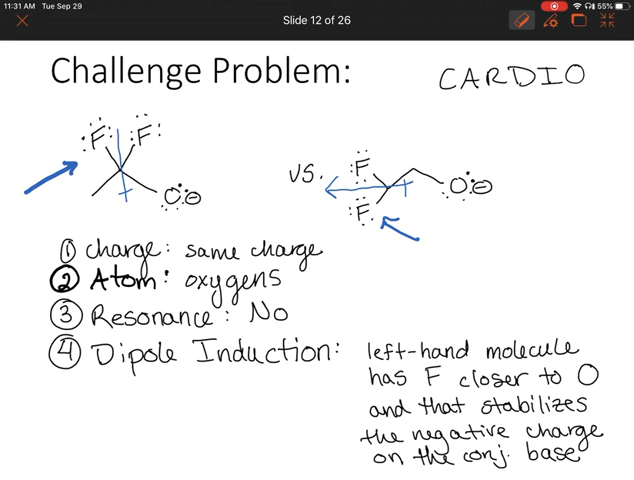 11:31 AM Tue Sep 29
55%
Slide 12 of 26
Challenge Problem:
CARDIO
:F: F:
O:⊖
VS.
:F
:F
O:⊖
① Charge: same charge
② Atom: oxygens
③ Resonance: No
④ Dipole Induction: left-hand molecule
has F closer to O
and that stabilizes
the negative charge
on the conj. base